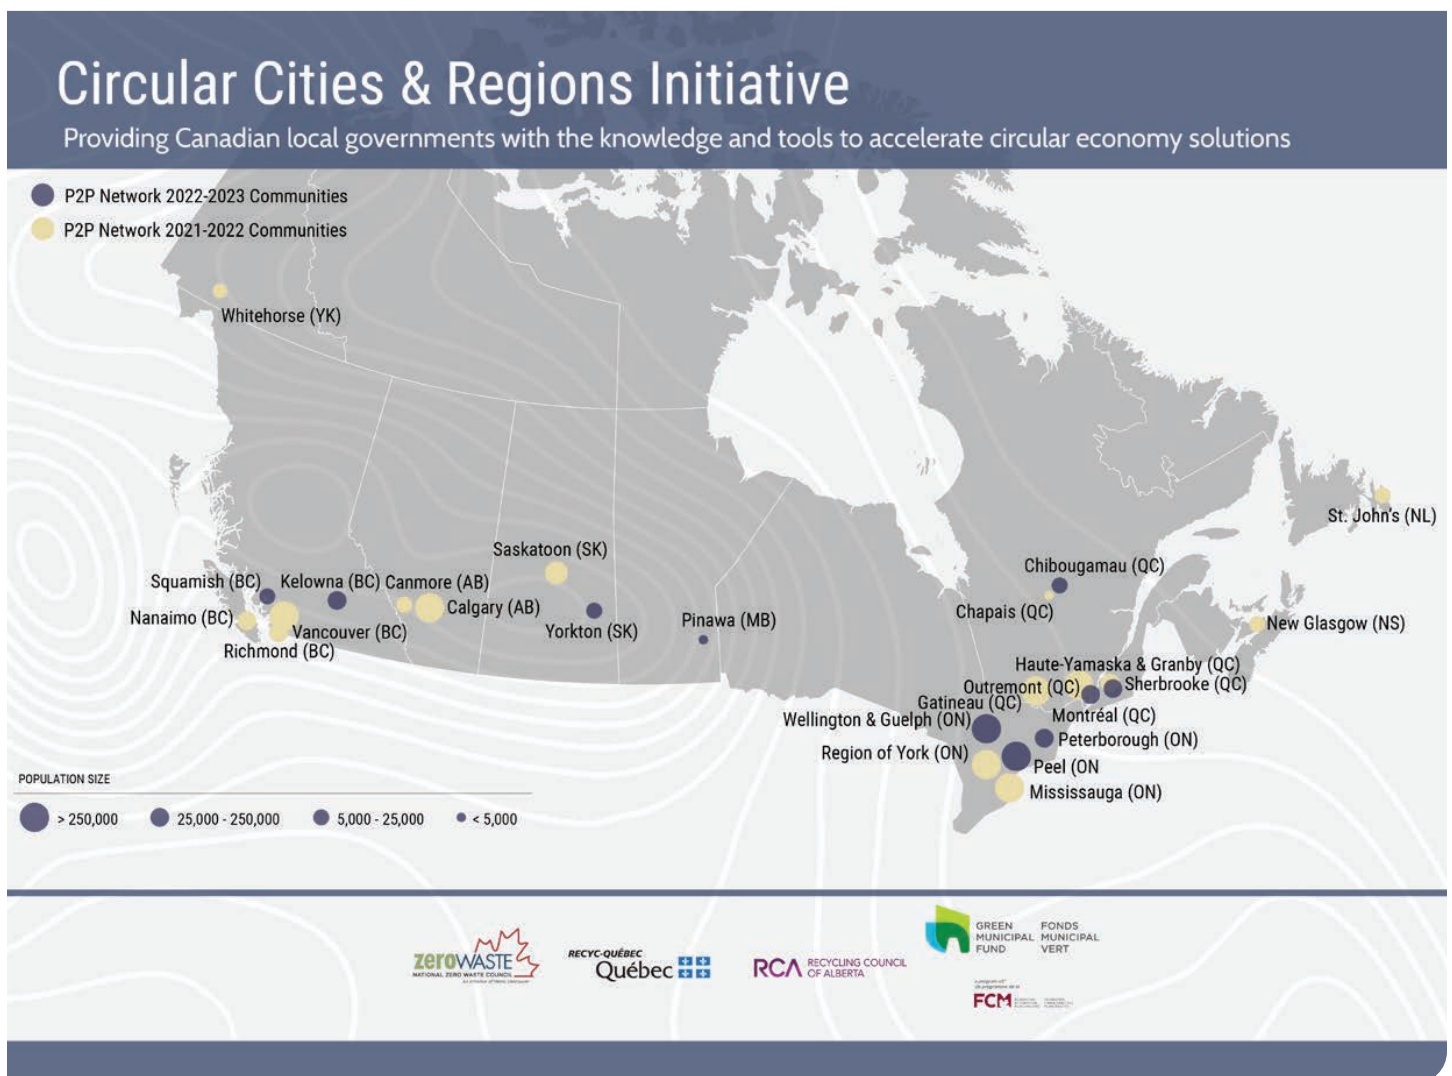 Circular Cities & Regions Initiative
Providing Canadian local governments with the knowledge and tools to accelerate circular economy solutions
P2P Network 2022-2023 Communities
P2P Network 2021-2022 Communities
Whitehorse (YK)
St. John's (NL)
Saskatoon (SK)
Chibougamau (QC)
Squamish (BC)
Kelowna (BC)
Canmore (AB)
Calgary (AB)
Chapais (QC)
Nanaimo (BC)
Vancouver (BC)
Yorkton (SK)
Pinawa (MB)
New Glasgow (NS)
Richmond (BC)
Haute-Yamaska & Granby (QC)
Outremont (QC)
Sherbrooke (QC)
Gatineau (QC)
Montréal (QC)
Wellington & Guelph (ON)
Peterborough (ON)
Region of York (ON)
Peel (ON
Mississauga (ON)
POPULATION SIZE
> 250,000
25,000 - 250,000
5,000 - 25,000
< 5,000
zeroWASTE
NATIONAL ZERO WASTE COUNCIL
RECYC-QUÉBEC
Québec
RCA
RECYCLING COUNCIL
OF ALBERTA
GREEN
MUNICIPAL
FUND
FONDS
MUNICIPAL
VERT
FCM